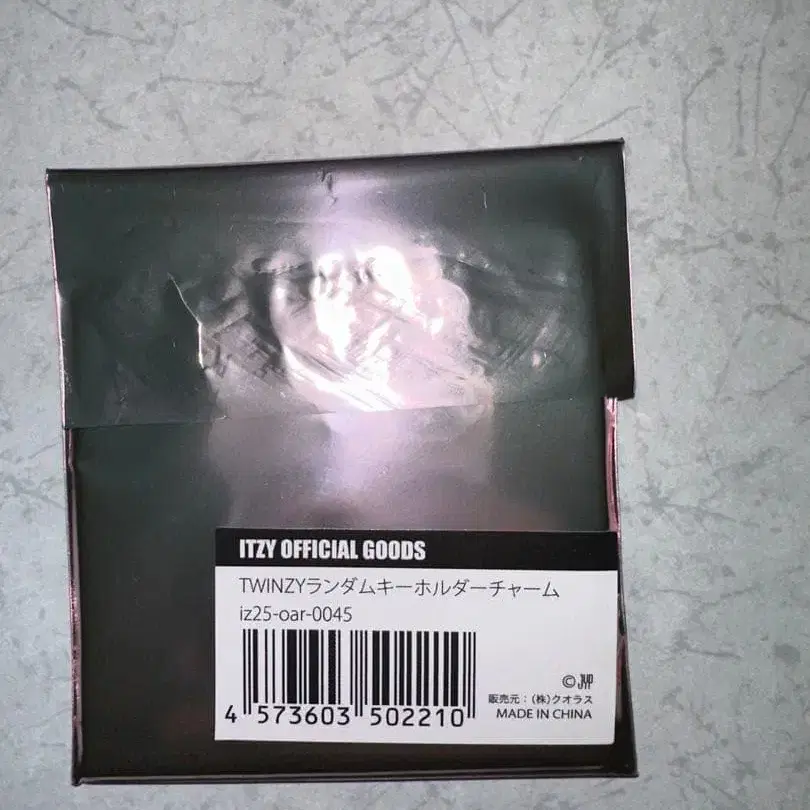 ITZY OFFICIAL GOODS
TWINZYランダムキーホルダーチャーム
iz25-oar-0045
4 573603 502210
© JYP
販売元：(株)クオラス
MADE IN CHINA